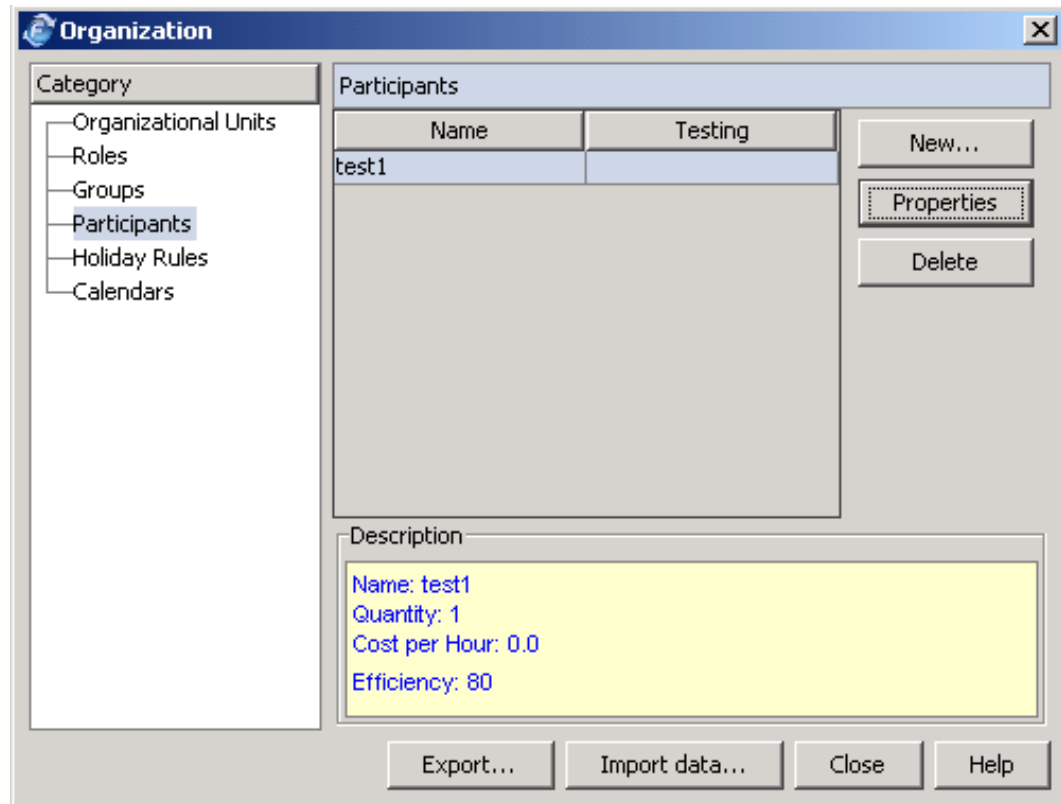 Organization
Category
Organizational Units
Roles
Groups
Participants
Holiday Rules
Calendars
Participants
Name Testing
test1
New...
Properties
Delete
Description
Name: test1
Quantity: 1
Cost per Hour: 0.0
Efficiency: 80
Export... Import data... Close Help